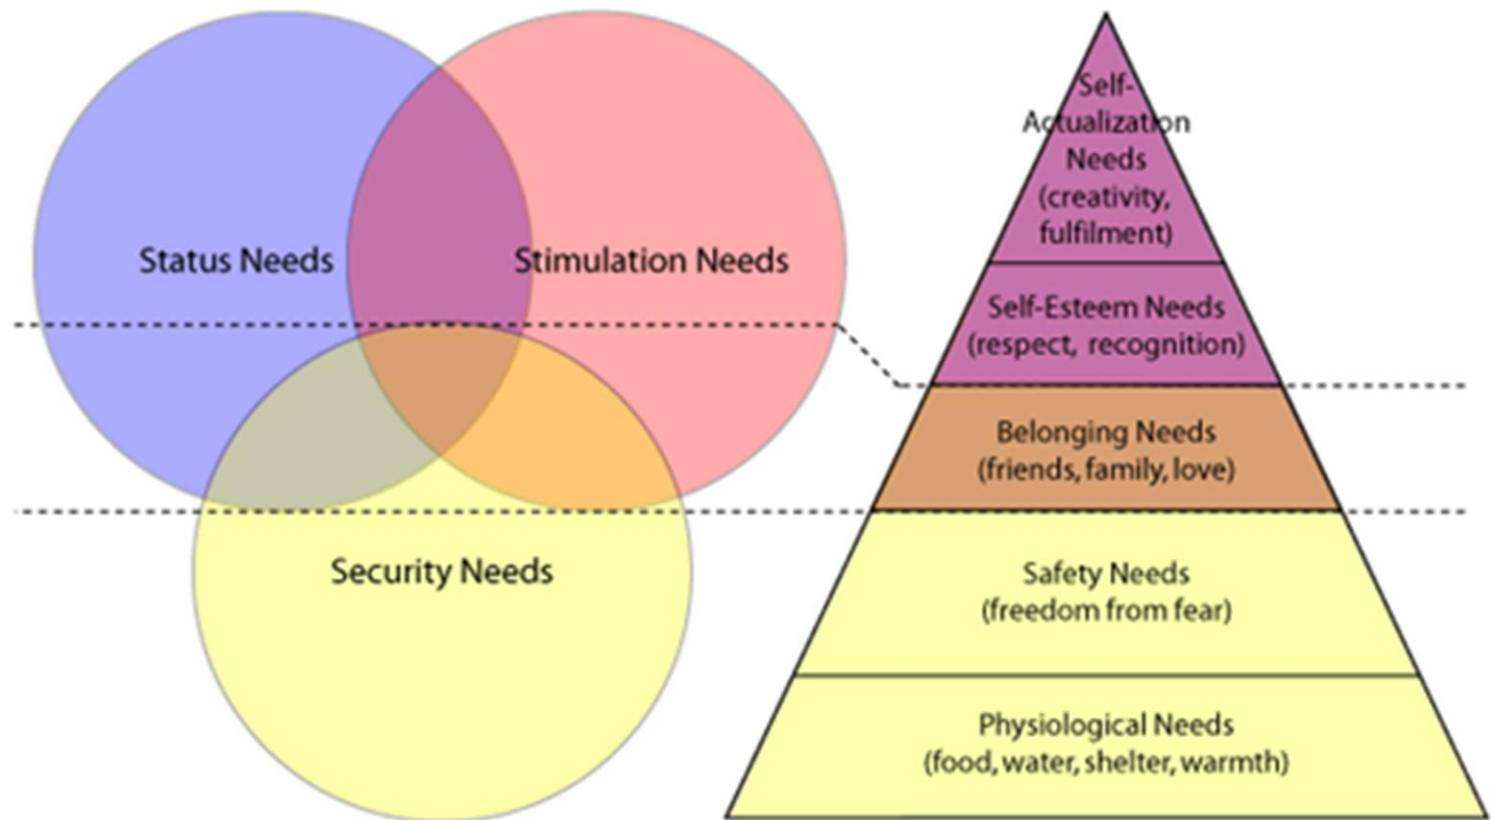 Status Needs
Stimulation Needs
Security Needs
Self-
Actualization
Needs
(creativity,
fulfilment)
Self-Esteem Needs
(respect, recognition)
Belonging Needs
(friends, family, love)
Safety Needs
(freedom from fear)
Physiological Needs
(food, water, shelter, warmth)